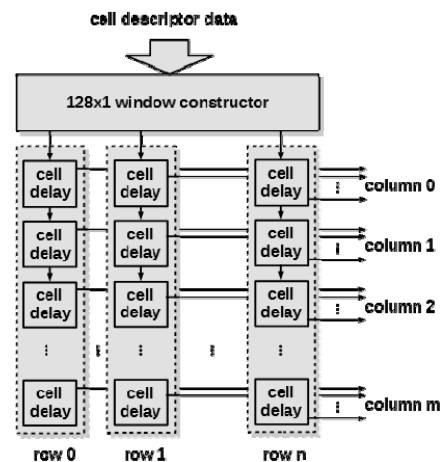 cell descriptor data
128x1 window constructor
cell delay cell delay cell delay column 0
cell delay cell delay cell delay column 1
cell delay cell delay cell delay column 2
cell delay cell delay cell delay column m
row 0 row 1 row n